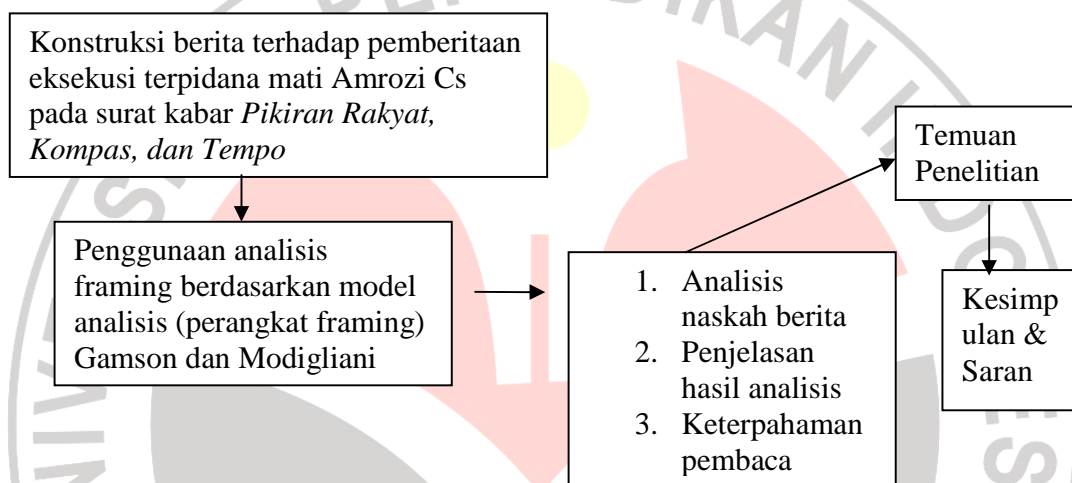 Konstruksi berita terhadap pemberitaan
eksekusi terpidana mati Amrozi Cs
pada surat kabar Pikiran Rakyat,
Kompas, dan Tempo
Penggunaan analisis
framing berdasarkan model
analisis (perangkat framing)
Gamson dan Modigliani
1. Analisis
naskah berita
2. Penjelasan
hasil analisis
3. Keterpahaman
pembaca
Temuan
Penelitian
Kesimp
ulan &
Saran